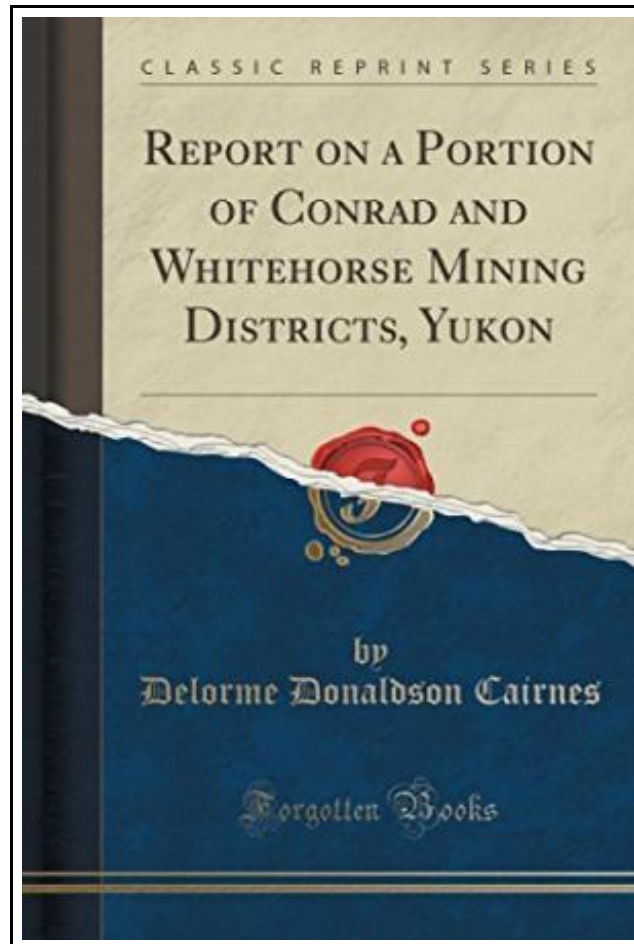 CLASSIC REPRINT SERIES
REPORT ON A PORTION
OF CONRAD AND
WHITEHORSE MINING
DISTRICTS, YUKON
by
Delorme Donaldson Cairnes
Forgotten Books